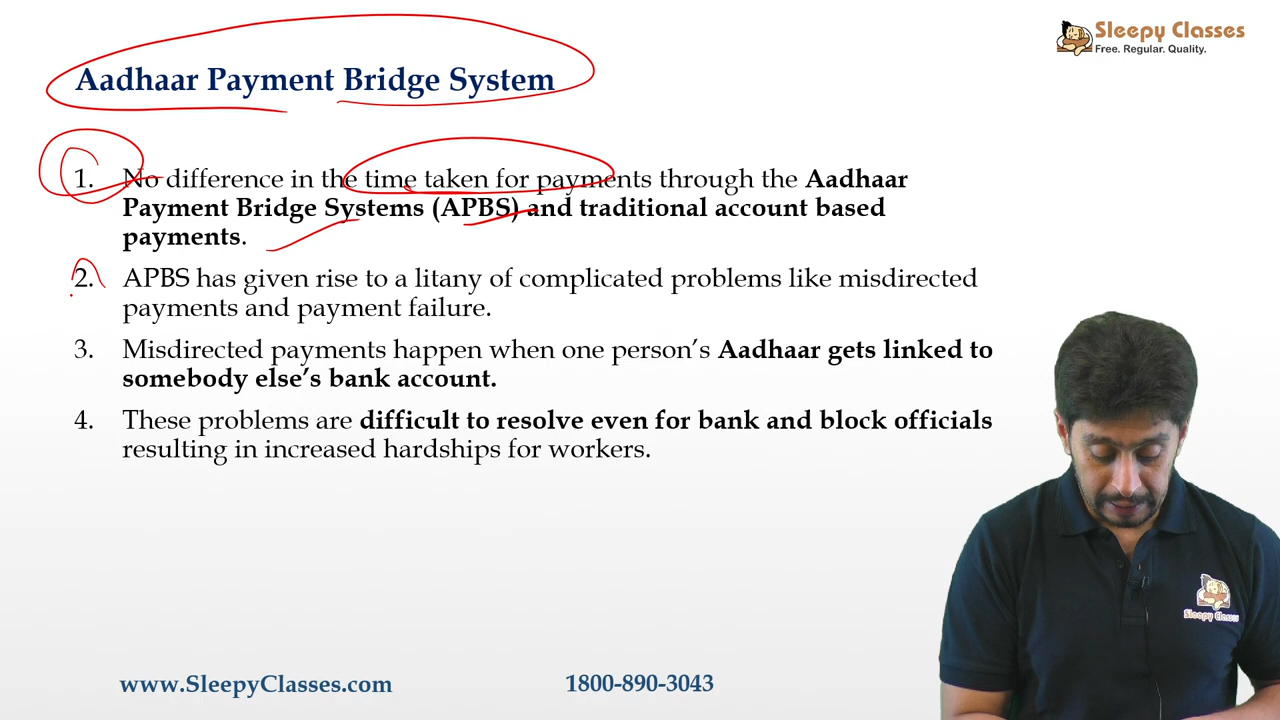 Sleepy Classes
Free. Regular. Quality.
Aadhaar Payment Bridge System
1. No difference in the time taken for payments through the Aadhaar
Payment Bridge Systems (APBS) and traditional account based
payments.
2. APBS has given rise to a litany of complicated problems like misdirected
payments and payment failure.
3. Misdirected payments happen when one person's Aadhaar gets linked to
somebody else's bank account.
4. These problems are difficult to resolve even for bank and block officials
resulting in increased hardships for workers.
Sleepy Classes
www.SleepyClasses.com
1800-890-3043